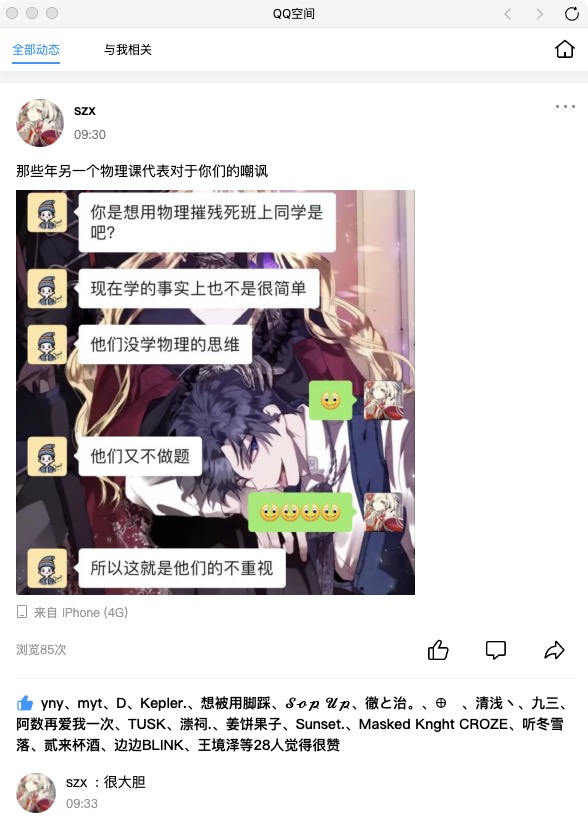 QQ空间
全部动态 与我相关
szx
09:30
那些年另一个物理课代表对于你们的嘲讽
你是想用物理摧残死班上同学是
吧?
现在学的事实上也不是很简单
他们没学物理的思维
他们又不做题
所以这就是他们的不重视
来自 iPhone (4G)
浏览85次
yny、myt、D、Kepler.、想被用脚踩、𝓢𝓸𝓹 𝓤𝓹、徹と治。、⊕ 、清浅丶、九三、
阿数再爱我一次、TUSK、漴祠.、姜饼果子、Sunset.、Masked Knght CROZE、听冬雪
落、贰来杯酒、边边BLINK、王境泽等28人觉得很赞
szx ：很大胆
09:33